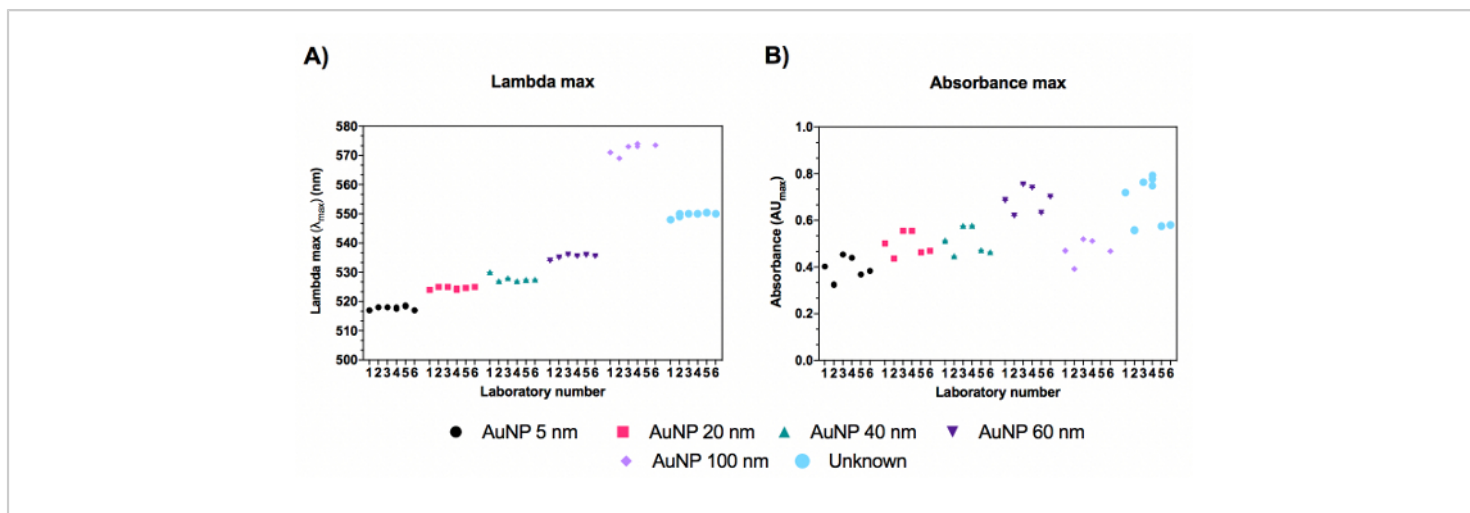 A)
Lambda max
Lambda max (λmax) (nm)
580
570
560
550
540
530
520
510
500
123456 123456 123456 123456 123456 123456
Laboratory number
B)
Absorbance max
Absorbance (AUmax)
1.0
0.8
0.6
0.4
0.2
0.0
123456 123456 123456 123456 123456 123456
Laboratory number
AuNP 5 nm AuNP 20 nm AuNP 40 nm AuNP 60 nm
AuNP 100 nm Unknown